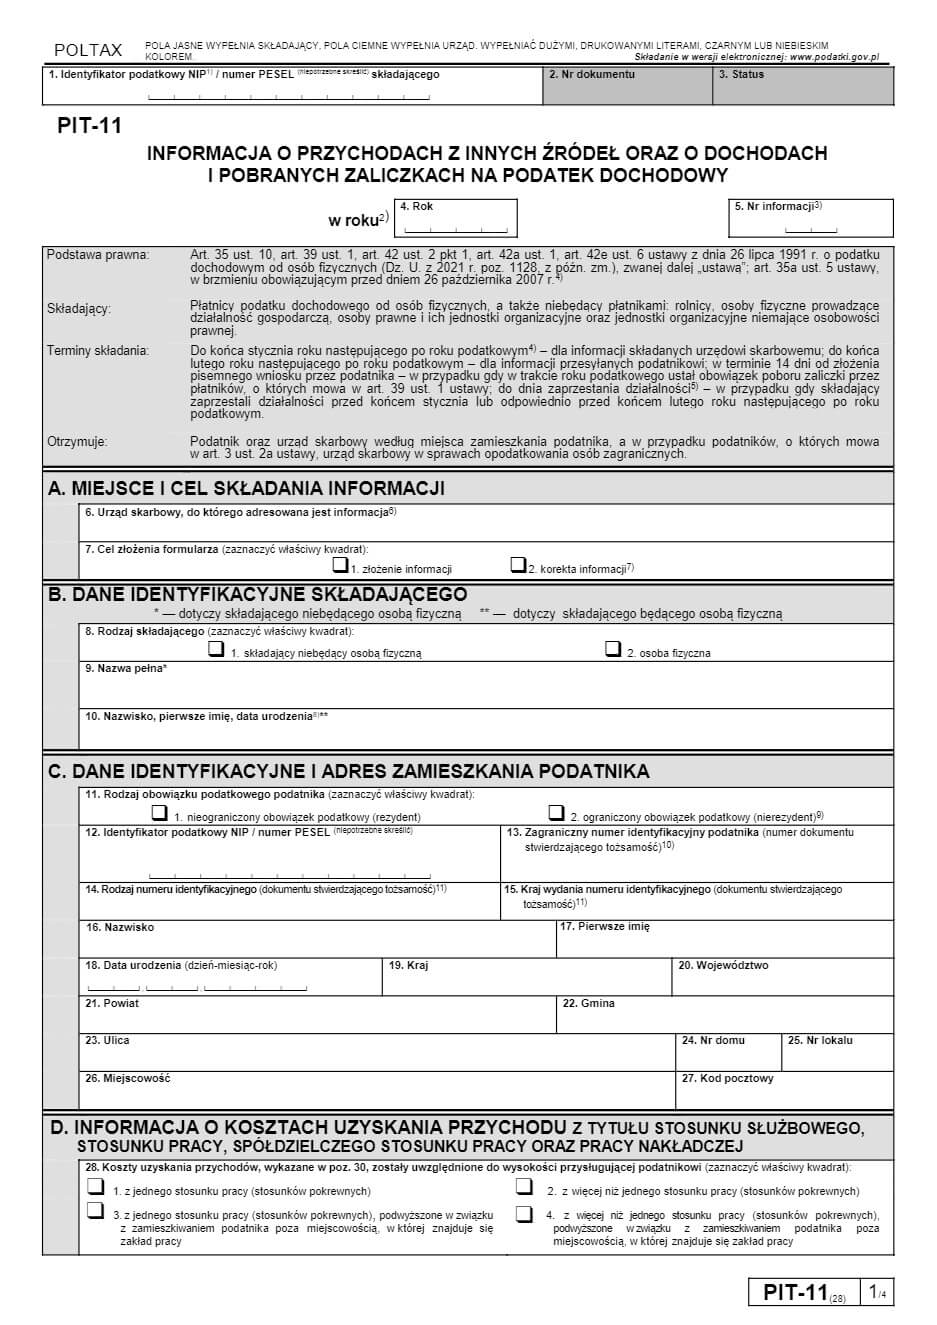 POLTAX
POLA JASNE WYPEŁNIA SKŁADAJĄCY, POLA CIEMNE WYPEŁNIA URZĄD. WYPEŁNIAĆ DUŻYMI, DRUKOWANYMI LITERAMI, CZARNYM LUB NIEBIESKIM
KOLOREM.
Składanie w wersji elektronicznej: www.podatki.gov.pl
1. Identyfikator podatkowy NIP1) / numer PESEL (niepotrzebne skreślić) składającego
2. Nr dokumentu
3. Status
PIT-11
INFORMACJA O PRZYCHODACH Z INNYCH ŹRÓDEŁ ORAZ O DOCHODACH
I POBRANYCH ZALICZKACH NA PODATEK DOCHODOWY
w roku2)
4. Rok
5. Nr informacji3)
Podstawa prawna:
Art. 35 ust. 10, art. 39 ust. 1, art. 42 ust. 2 pkt 1, art. 42a ust. 1, art. 42e ust. 6 ustawy z dnia 26 lipca 1991 r. o podatku
dochodowym od osób fizycznych (Dz. U. z 2021 r. poz. 1128, z późn. zm.), zwanej dalej „ustawą”; art. 35a ust. 5 ustawy,
w brzmieniu obowiązującym przed dniem 26 października 2007 r.4)
Składający:
Płatnicy podatku dochodowego od osób fizycznych, a także niebędący płatnikami: rolnicy, osoby fizyczne prowadzące
działalność gospodarczą, osoby prawne i ich jednostki organizacyjne oraz jednostki organizacyjne niemające osobowości
prawnej.
Terminy składania:
Do końca stycznia roku następującego po roku podatkowym4) – dla informacji składanych urzędowi skarbowemu; do końca
lutego roku następującego po roku podatkowym – dla informacji przesyłanych podatnikowi; w terminie 14 dni od złożenia
pisemnego wniosku przez podatnika – w przypadku gdy w trakcie roku podatkowego ustał obowiązek poboru zaliczki przez
płatników, o których mowa w art. 39 ust. 1 ustawy; do dnia zaprzestania działalności5) – w przypadku gdy składający
zaprzestali działalności przed końcem stycznia lub odpowiednio przed końcem lutego roku następującego po roku
podatkowym.
Otrzymuje:
Podatnik oraz urząd skarbowy według miejsca zamieszkania podatnika, a w przypadku podatników, o których mowa
w art. 3 ust. 2a ustawy, urząd skarbowy w sprawach opodatkowania osób zagranicznych.
A. MIEJSCE I CEL SKŁADANIA INFORMACJI
6. Urząd skarbowy, do którego adresowana jest informacja6)
7. Cel złożenia formularza (zaznaczyć właściwy kwadrat):
1. złożenie informacji
2. korekta informacji7)
B. DANE IDENTYFIKACYJNE SKŁADAJĄCEGO
* — dotyczy składającego niebędącego osobą fizyczną ** — dotyczy składającego będącego osobą fizyczną
8. Rodzaj składającego (zaznaczyć właściwy kwadrat):
1. składający niebędący osobą fizyczną
2. osoba fizyczna
9. Nazwa pełna*
10. Nazwisko, pierwsze imię, data urodzenia8)**
C. DANE IDENTYFIKACYJNE I ADRES ZAMIESZKANIA PODATNIKA
11. Rodzaj obowiązku podatkowego podatnika (zaznaczyć właściwy kwadrat):
1. nieograniczony obowiązek podatkowy (rezydent)
2. ograniczony obowiązek podatkowy (nierezydent)9)
12. Identyfikator podatkowy NIP / numer PESEL (niepotrzebne skreślić)
13. Zagraniczny numer identyfikacyjny podatnika (numer dokumentu
stwierdzającego tożsamość)10)
14. Rodzaj numeru identyfikacyjnego (dokumentu stwierdzającego tożsamość)11)
15. Kraj wydania numeru identyfikacyjnego (dokumentu stwierdzającego
tożsamość)11)
16. Nazwisko
17. Pierwsze imię
18. Data urodzenia (dzień-miesiąc-rok)
19. Kraj
20. Województwo
21. Powiat
22. Gmina
23. Ulica
24. Nr domu
25. Nr lokalu
26. Miejscowość
27. Kod pocztowy
D. INFORMACJA O KOSZTACH UZYSKANIA PRZYCHODU Z TYTUŁU STOSUNKU SŁUŻBOWEGO,
STOSUNKU PRACY, SPÓŁDZIELCZEGO STOSUNKU PRACY ORAZ PRACY NAKŁADCZEJ
28. Koszty uzyskania przychodów, wykazane w poz. 30, zostały uwzględnione do wysokości przysługującej podatnikowi (zaznaczyć właściwy kwadrat):
1. z jednego stosunku pracy (stosunków pokrewnych)
2. z więcej niż jednego stosunku pracy (stosunków pokrewnych)
3. z jednego stosunku pracy (stosunków pokrewnych), podwyższone w związku
z zamieszkiwaniem podatnika poza miejscowością, w której znajduje się
zakład pracy
4. z więcej niż jednego stosunku pracy (stosunków pokrewnych),
podwyższone w związku z zamieszkiwaniem podatnika poza
miejscowością, w której znajduje się zakład pracy
PIT-11(28) 1/4